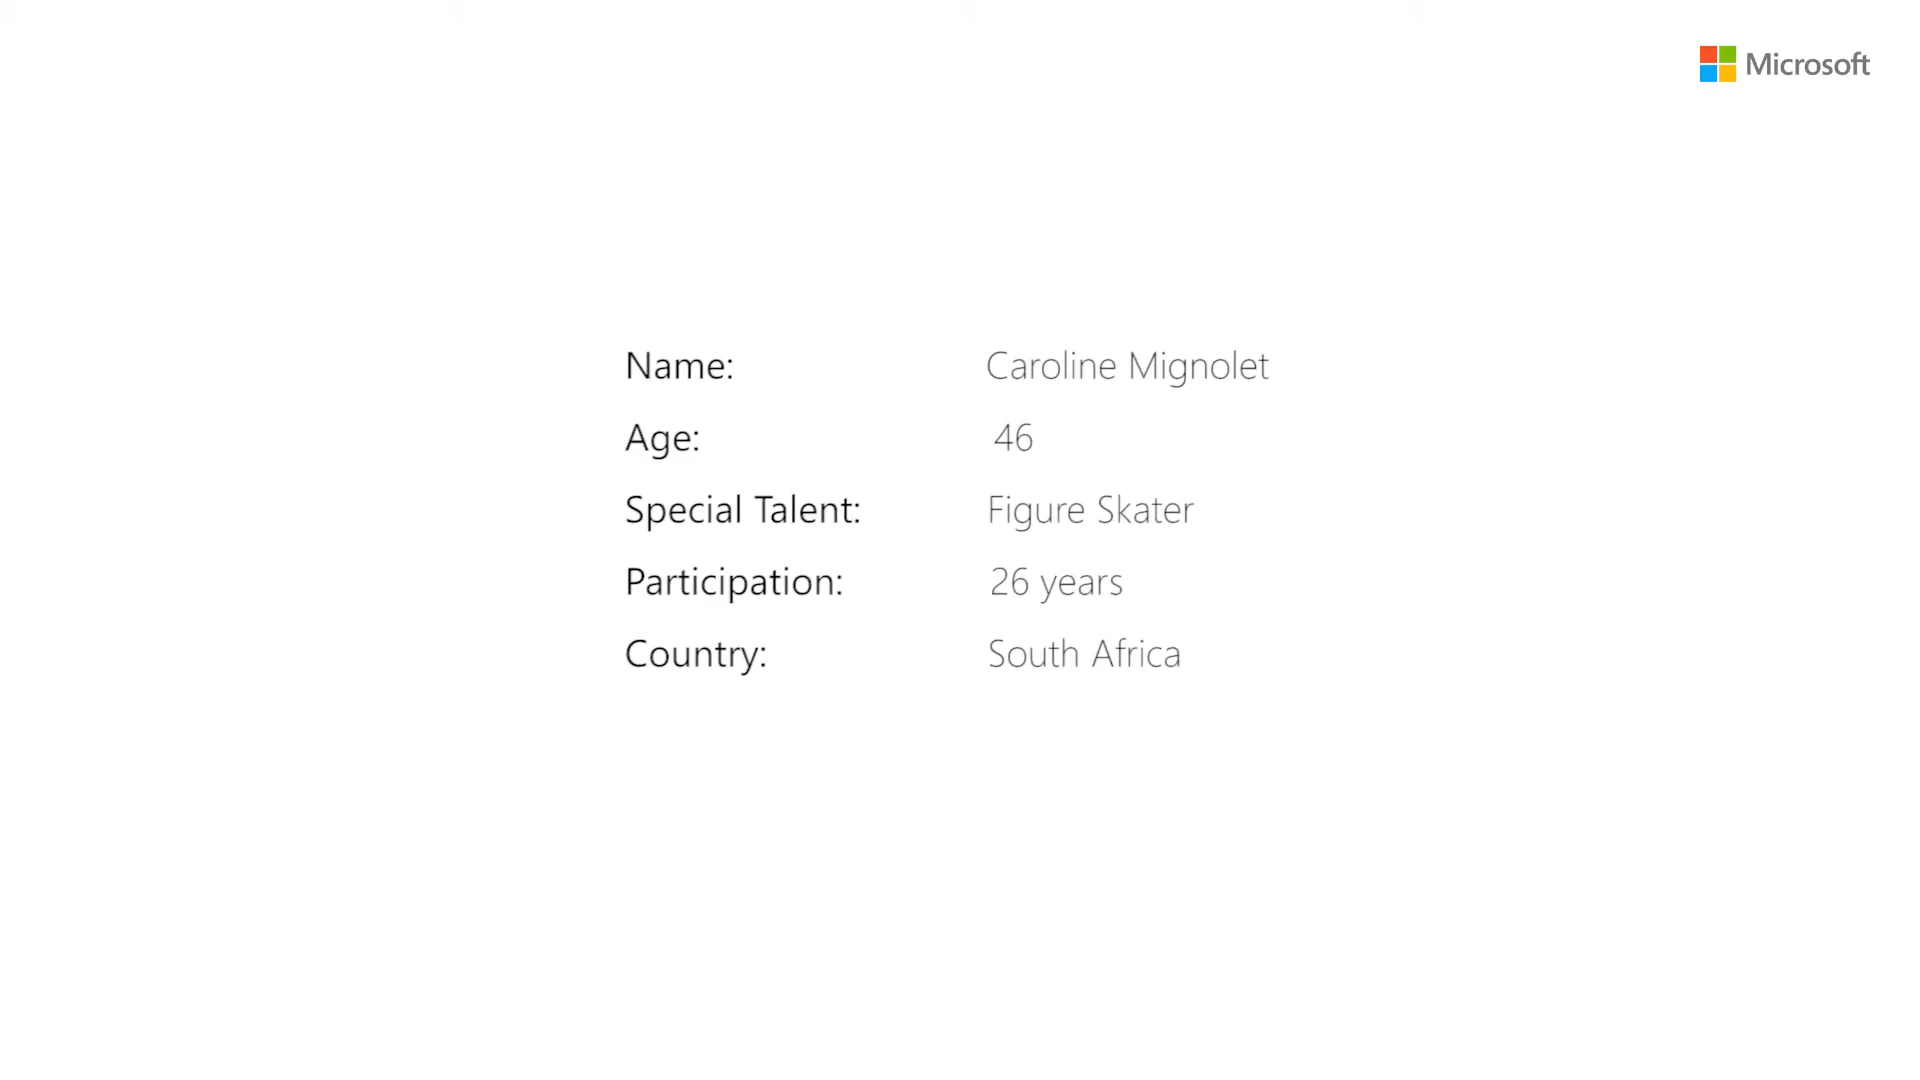 Microsoft
Name: Caroline Mignolet
Age: 46
Special Talent: Figure Skater
Participation: 26 years
Country: South Africa